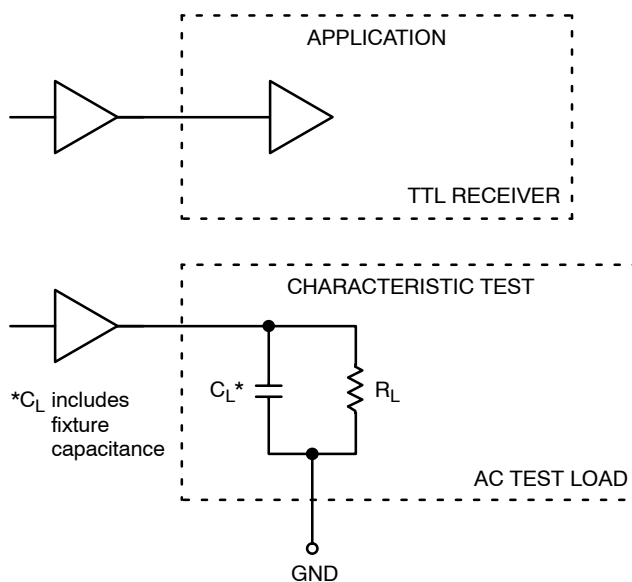 APPLICATION
TTL RECEIVER
CHARACTERISTIC TEST
*CL includes
fixture
capacitance
CL*
RL
AC TEST LOAD
GND